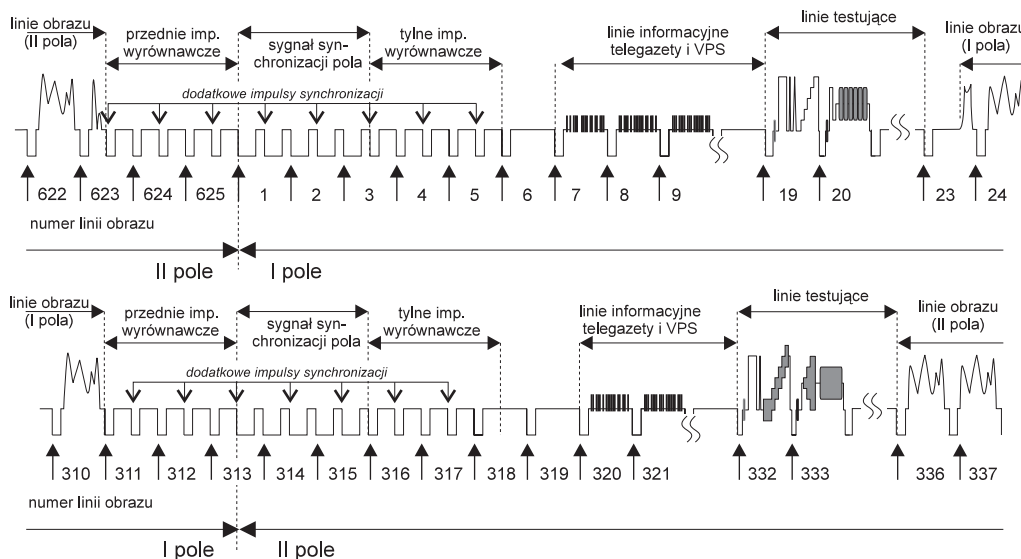 linie obrazu
(II pola)
przednie imp.
wyrównawcze
sygnał syn-
chronizacji pola
tylne imp.
wyrównawcze
linie informacyjne
telegazety i VPS
linie testujące
linie obrazu
(I pola)
dodatkowe impulsy synchronizacji
622 623 624 625 1 2 3 4 5 6 7 8 9 19 20 23 24
numer linii obrazu
II pole I pole
linie obrazu
(I pola)
przednie imp.
wyrównawcze
sygnał syn-
chronizacji pola
tylne imp.
wyrównawcze
linie informacyjne
telegazety i VPS
linie testujące
linie obrazu
(II pola)
dodatkowe impulsy synchronizacji
310 311 312 313 314 315 316 317 318 319 320 321 332 333 336 337
numer linii obrazu
I pole II pole